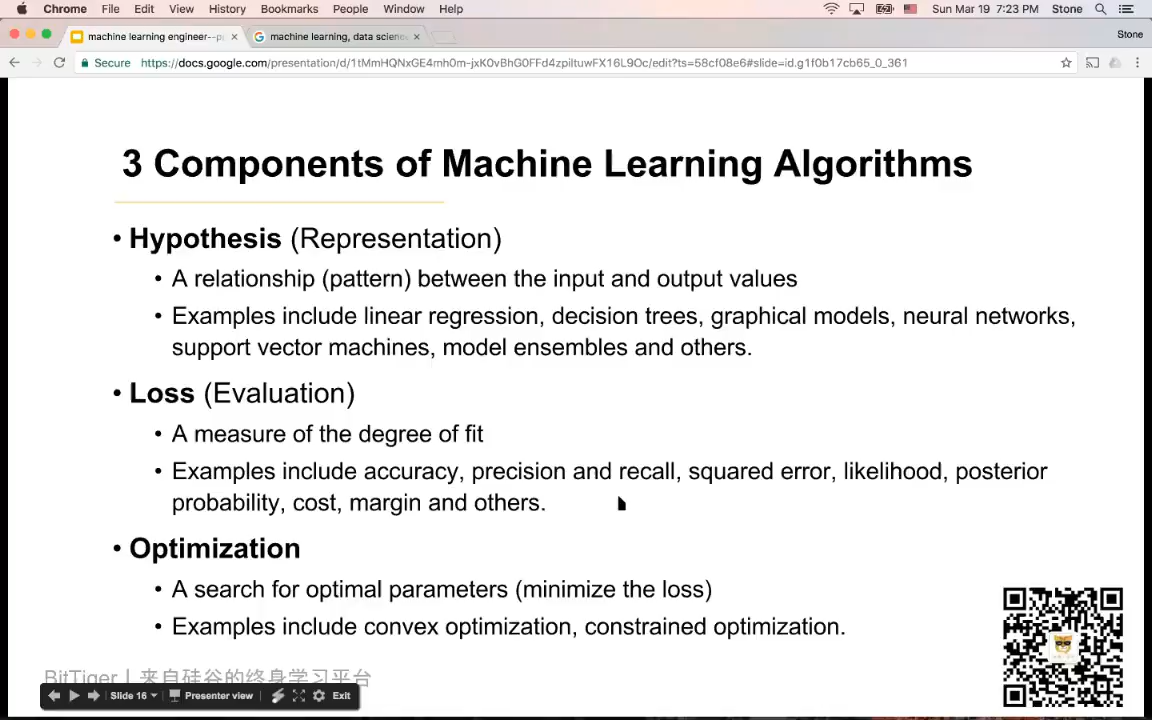 Chrome File Edit View History Bookmarks People Window Help Sun Mar 19 7:23 PM Stone
machine learning engineer--p machine learning, data scienc Stone
Secure https://docs.google.com/presentation/d/1tMmHQNxGE4mh0m-jxK0vBhG0FFd4zpiltuwFX16L9Oc/edit?ts=58cf08e6#slide=id.g1f0b17cb65_0_361
3 Components of Machine Learning Algorithms
• Hypothesis (Representation)
• A relationship (pattern) between the input and output values
• Examples include linear regression, decision trees, graphical models, neural networks,
support vector machines, model ensembles and others.
• Loss (Evaluation)
• A measure of the degree of fit
• Examples include accuracy, precision and recall, squared error, likelihood, posterior
probability, cost, margin and others.
• Optimization
• A search for optimal parameters (minimize the loss)
• Examples include convex optimization, constrained optimization.
BitTiger | 来自硅谷的终身学习平台
Slide 16 Presenter view Exit